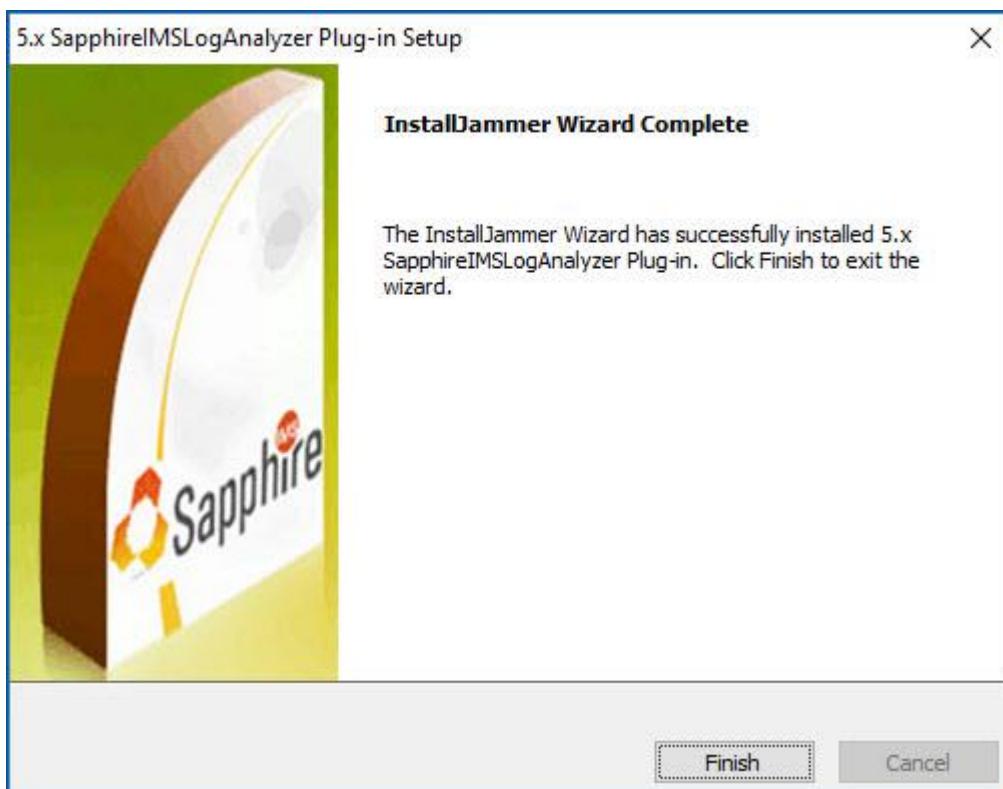 5.x SapphireIMSLogAnalyzer Plug-in Setup
InstallJammer Wizard Complete
The InstallJammer Wizard has successfully installed 5.x
SapphireIMSLogAnalyzer Plug-in. Click Finish to exit the
wizard.
IMS
Sapphire
Finish
Cancel